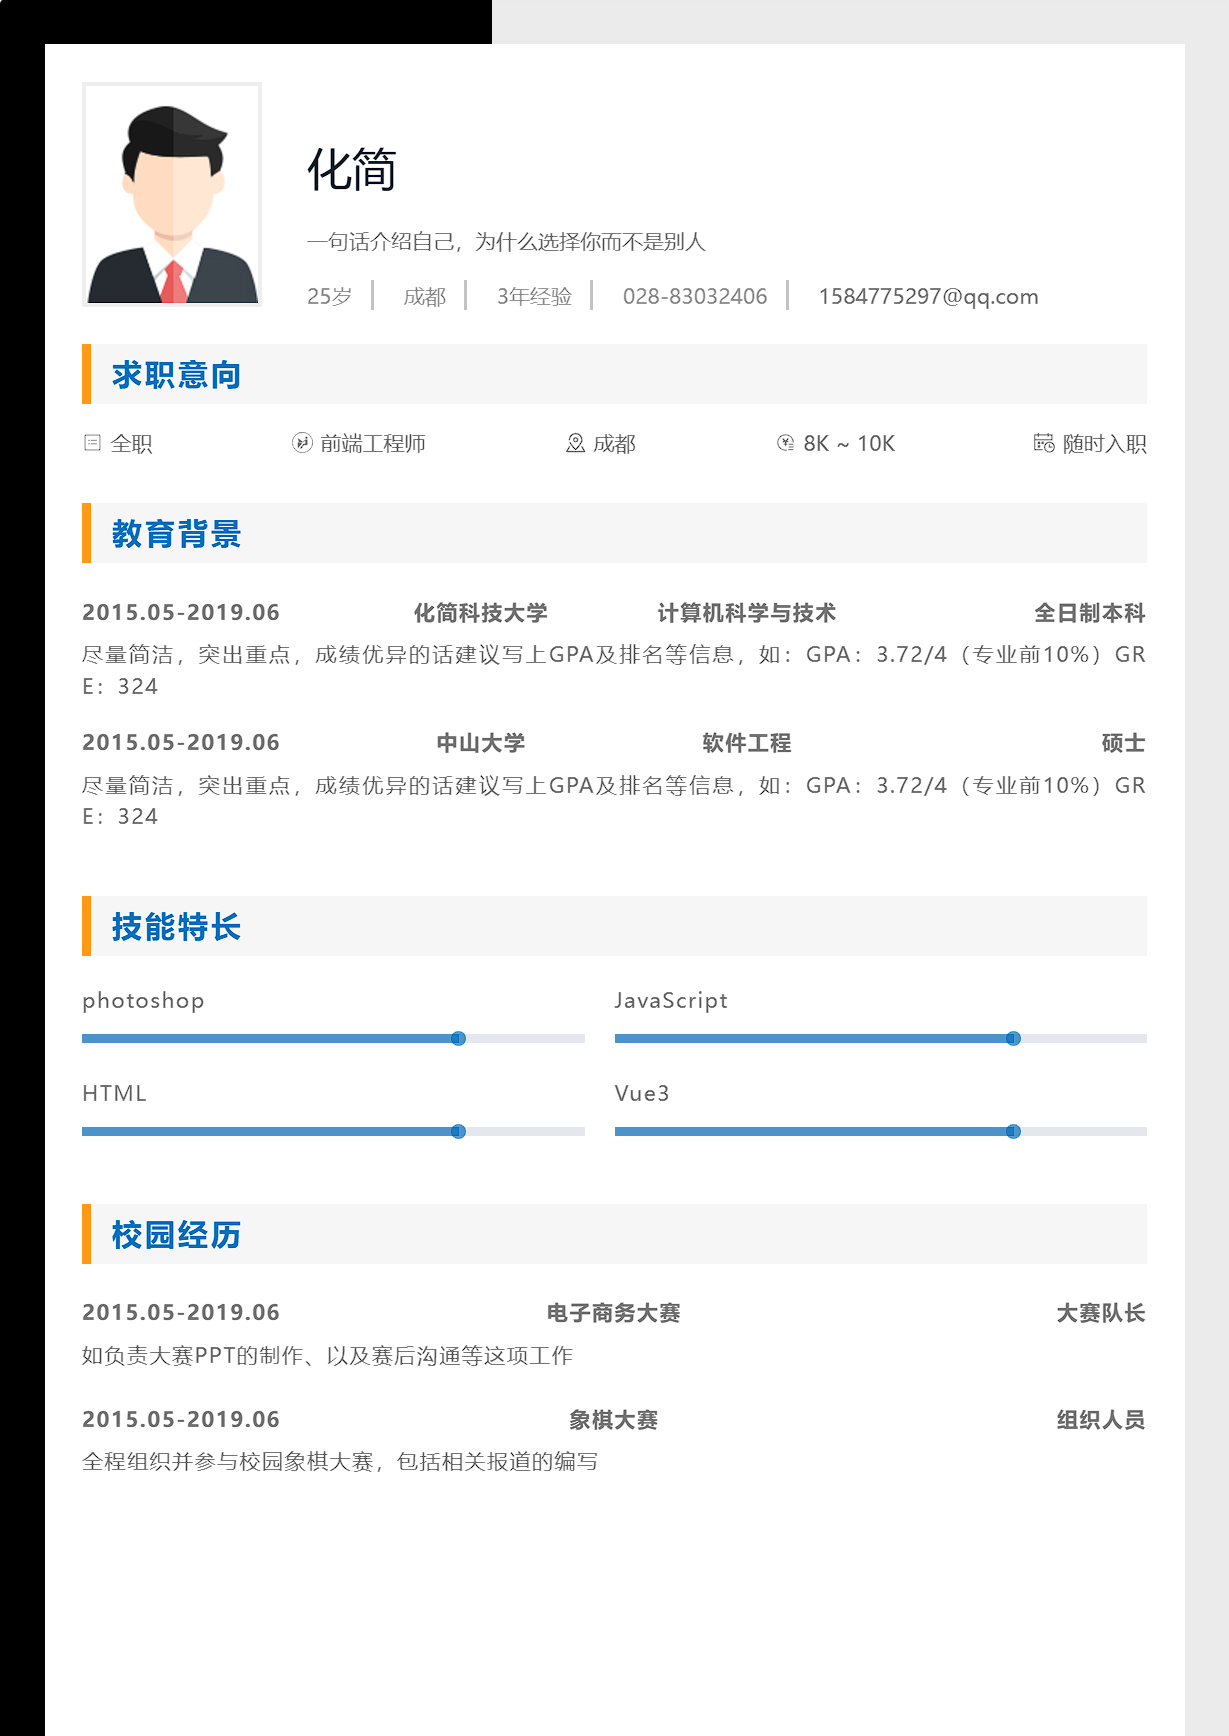 化简
一句话介绍自己，为什么选择你而不是别人
25岁 成都 3年经验 028-83032406 1584775297@qq.com
求职意向
全职 前端工程师 成都 8K ~ 10K 随时入职
教育背景
2015.05-2019.06 化简科技大学 计算机科学与技术 全日制本科
尽量简洁，突出重点，成绩优异的话建议写上GPA及排名等信息，如：GPA：3.72/4（专业前10%）GR
E：324
2015.05-2019.06 中山大学 软件工程 硕士
尽量简洁，突出重点，成绩优异的话建议写上GPA及排名等信息，如：GPA：3.72/4（专业前10%）GR
E：324
技能特长
photoshop JavaScript
HTML Vue3
校园经历
2015.05-2019.06 电子商务大赛 大赛队长
如负责大赛PPT的制作、以及赛后沟通等这项工作
2015.05-2019.06 象棋大赛 组织人员
全程组织并参与校园象棋大赛，包括相关报道的编写